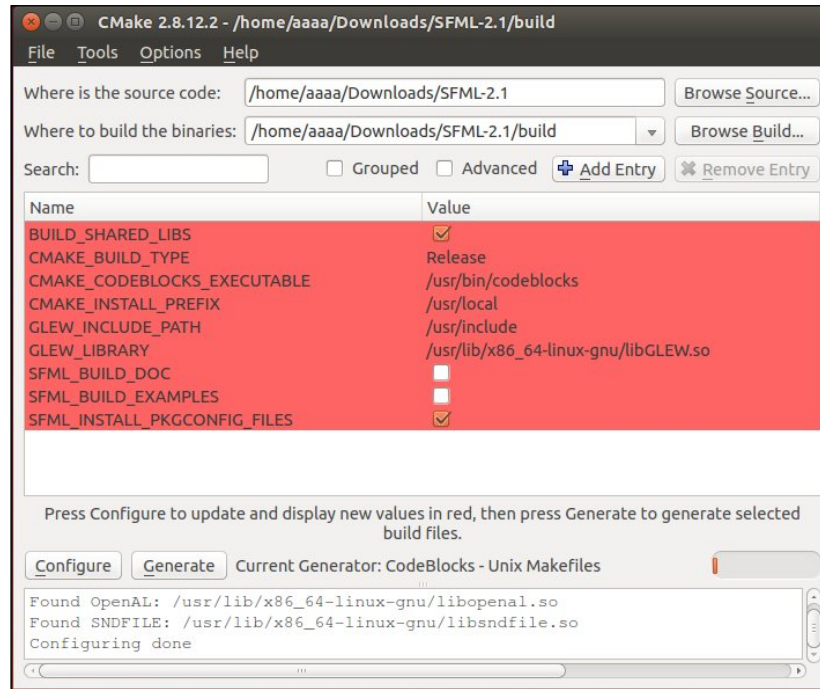 CMake 2.8.12.2 - /home/aaaa/Downloads/SFML-2.1/build
File Tools Options Help
Where is the source code: /home/aaaa/Downloads/SFML-2.1 Browse Source...
Where to build the binaries: /home/aaaa/Downloads/SFML-2.1/build Browse Build...
Search: Grouped Advanced Add Entry Remove Entry
Name Value
BUILD_SHARED_LIBS
CMAKE_BUILD_TYPE Release
CMAKE_CODEBLOCKS_EXECUTABLE /usr/bin/codeblocks
CMAKE_INSTALL_PREFIX /usr/local
GLEW_INCLUDE_PATH /usr/include
GLEW_LIBRARY /usr/lib/x86_64-linux-gnu/libGLEW.so
SFML_BUILD_DOC
SFML_BUILD_EXAMPLES
SFML_INSTALL_PKGCONFIG_FILES
Press Configure to update and display new values in red, then press Generate to generate selected
build files.
Configure Generate Current Generator: CodeBlocks - Unix Makefiles
Found OpenAL: /usr/lib/x86_64-linux-gnu/libopenal.so
Found SNDFILE: /usr/lib/x86_64-linux-gnu/libsndfile.so
Configuring done